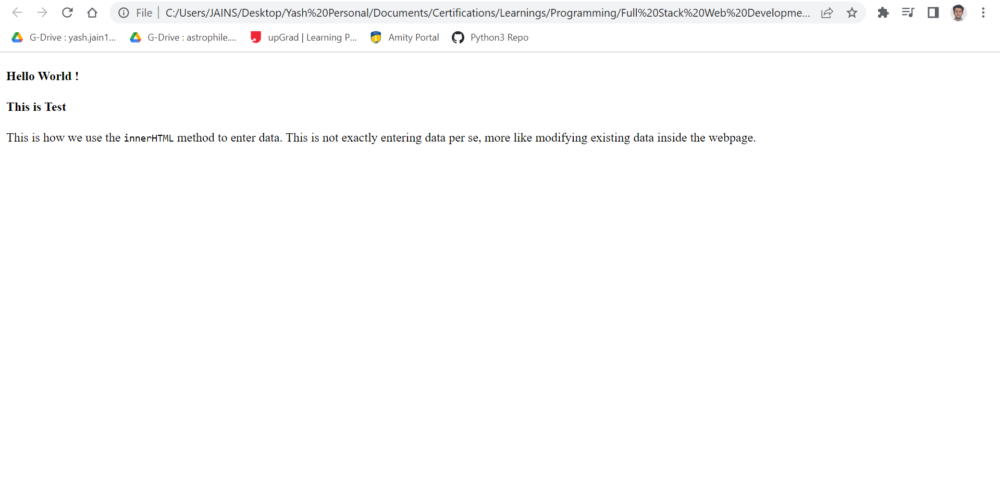 File | C:/Users/JAINS/Desktop/Yash%20Personal/Documents/Certifications/Learnings/Programming/Full%20Stack%20Web%20Developme...
G-Drive : yash.jain1... G-Drive : astrophile.... upGrad | Learning P... Amity Portal Python3 Repo
Hello World !
This is Test
This is how we use the innerHTML method to enter data. This is not exactly entering data per se, more like modifying existing data inside the webpage.